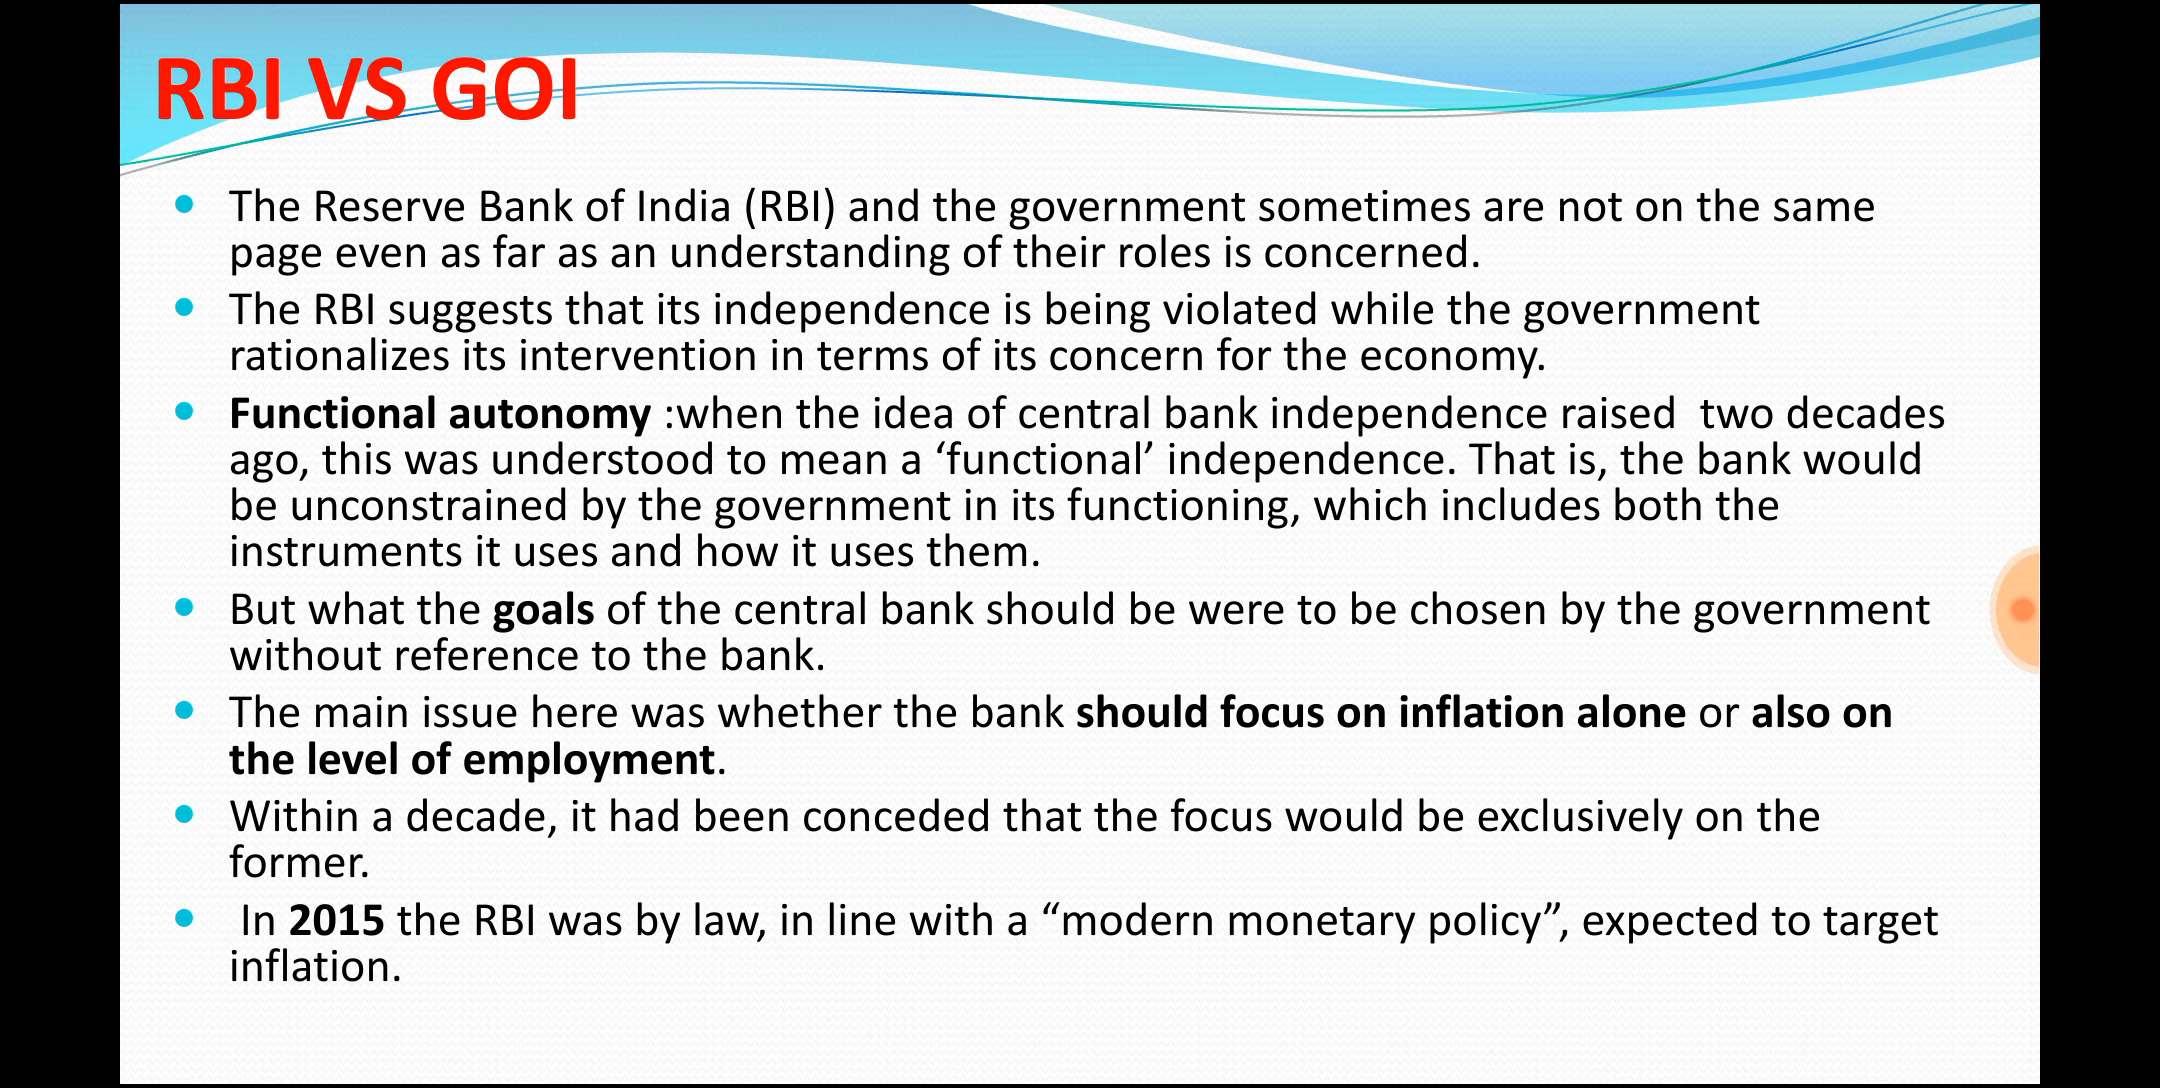 RBI VS GOI
The Reserve Bank of India (RBI) and the government sometimes are not on the same
page even as far as an understanding of their roles is concerned.
The RBI suggests that its independence is being violated while the government
rationalizes its intervention in terms of its concern for the economy.
Functional autonomy :when the idea of central bank independence raised  two decades
ago, this was understood to mean a ‘functional’ independence. That is, the bank would
be unconstrained by the government in its functioning, which includes both the
instruments it uses and how it uses them.
But what the goals of the central bank should be were to be chosen by the government
without reference to the bank.
The main issue here was whether the bank should focus on inflation alone or also on
the level of employment.
Within a decade, it had been conceded that the focus would be exclusively on the
former.
In 2015 the RBI was by law, in line with a “modern monetary policy”, expected to target
inflation.